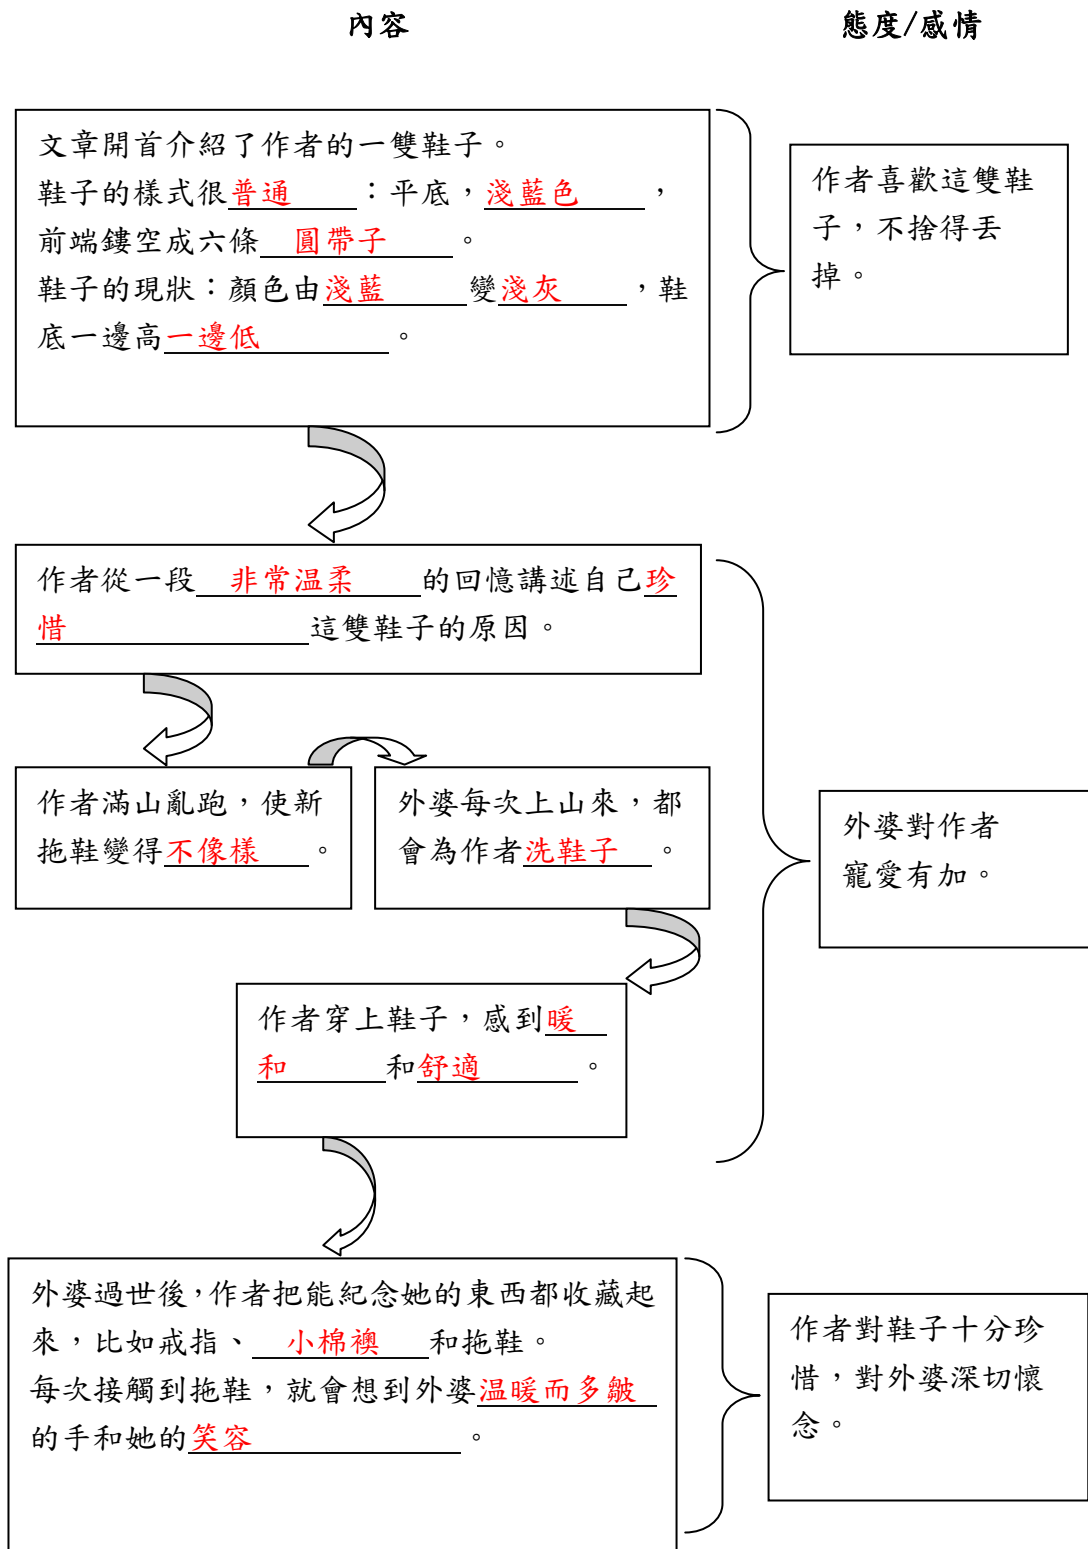 內容
態度/感情
文章開首介紹了作者的一雙鞋子。
鞋子的樣式很普通：平底，淺藍色，
前端鏤空成六條 圓帶子。
鞋子的現狀：顏色由淺藍變淺灰，鞋
底一邊高一邊低。
作者喜歡這雙鞋
子，不捨得丟
掉。
作者從一段 非常溫柔 的回憶講述自己珍
惜 這雙鞋子的原因。
作者滿山亂跑，使新
拖鞋變得不像樣。
外婆每次上山來，都
會為作者洗鞋子。
作者穿上鞋子，感到暖
和 和舒適。
外婆對作者
寵愛有加。
外婆過世後，作者把能紀念她的東西都收藏起
來，比如戒指、 小棉襖 和拖鞋。
每次接觸到拖鞋，就會想到外婆溫暖而多皺
的手和她的笑容。
作者對鞋子十分珍
惜，對外婆深切懷
念。